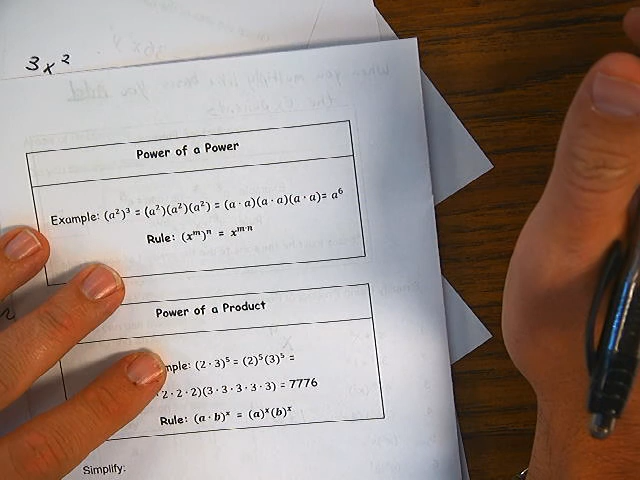 3x²
Power of a Power
Example: (a²)³ = (a²)(a²)(a²) = (a · a)(a · a)(a · a)= a⁶
Rule: (xᵐ)ⁿ = xᵐ·ⁿ
Power of a Product
mple: (2 · 3)⁵ = (2)⁵(3)⁵ =
2 · 2 · 2)(3 · 3 · 3 · 3 · 3) = 7776
Rule: (a · b)ˣ = (a)ˣ(b)ˣ
Simplify: